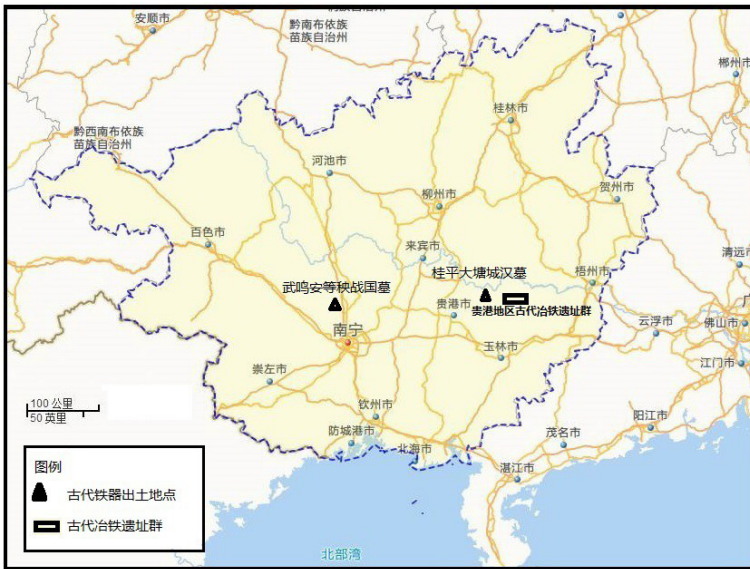 安顺市
黔南布依族
苗族自治州
郴州市
桂林市
黔西南布依族
苗族自治州
河池市
贺州市
柳州市
百色市
来宾市
清远市
桂平大塘城汉墓
梧州市
武鸣安等秧战国墓
贵港市
贵港地区古代冶铁遗址群
云浮市
佛山市
南宁
玉林市
江门市
崇左市
100 公里
50 英里
钦州市
阳江市
防城港市
茂名市
北海市
湛江市
图例
古代铁器出土地点
古代冶铁遗址群
北部湾